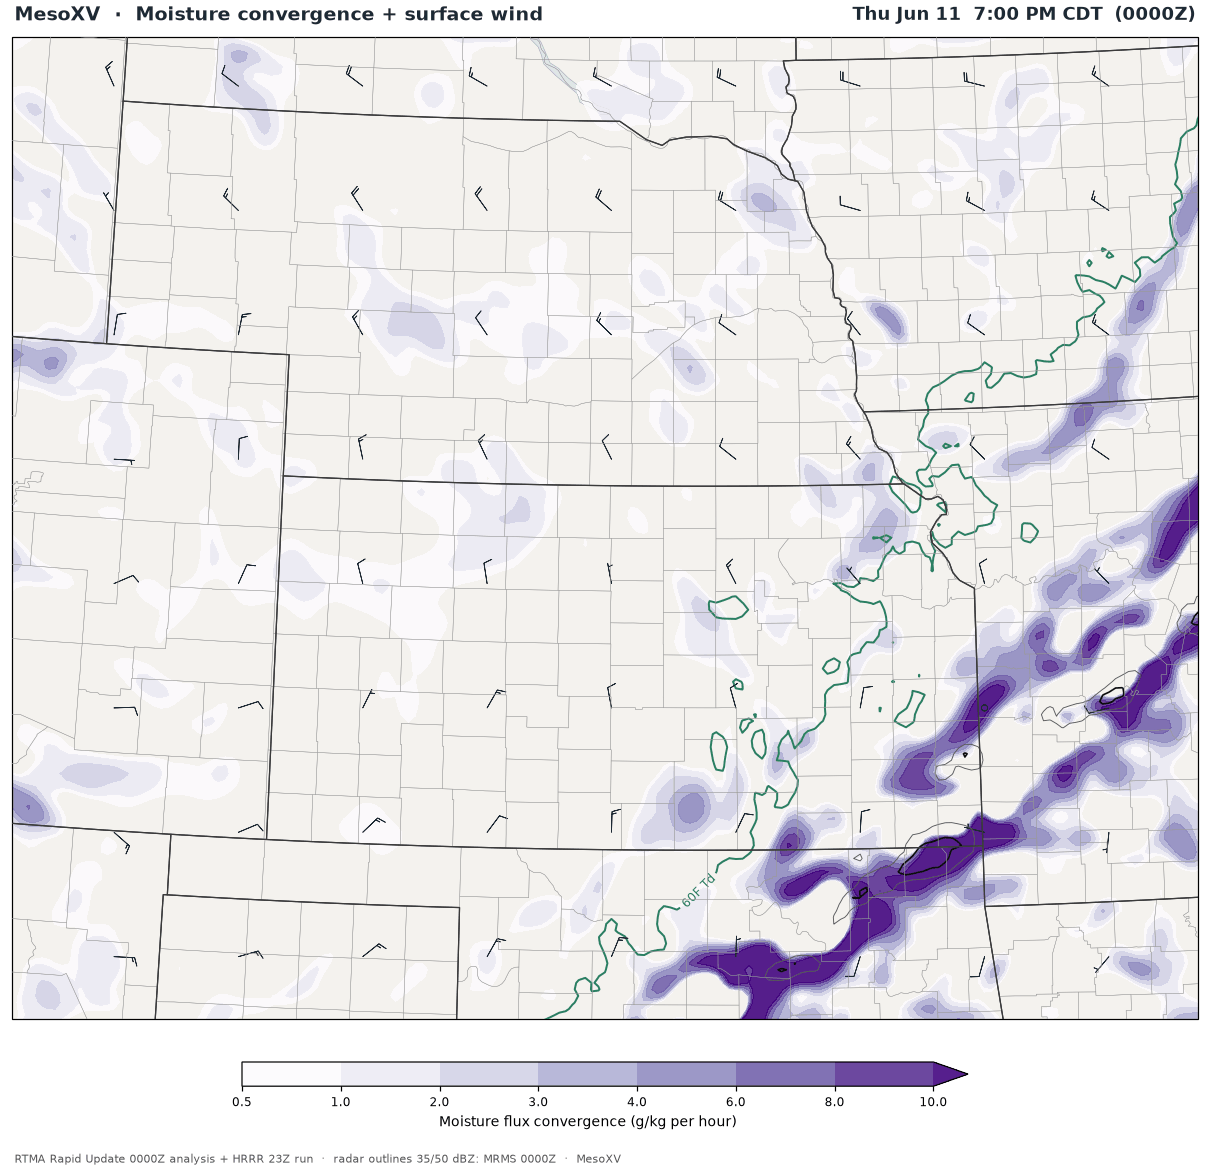 MesoXV · Moisture convergence + surface wind
Thu Jun 11 7:00 PM CDT (0000Z)
60F Td
0.5 1.0 2.0 3.0 4.0 6.0 8.0 10.0
Moisture flux convergence (g/kg per hour)
RTMA Rapid Update 0000Z analysis + HRRR 23Z run · radar outlines 35/50 dBZ: MRMS 0000Z · MesoXV